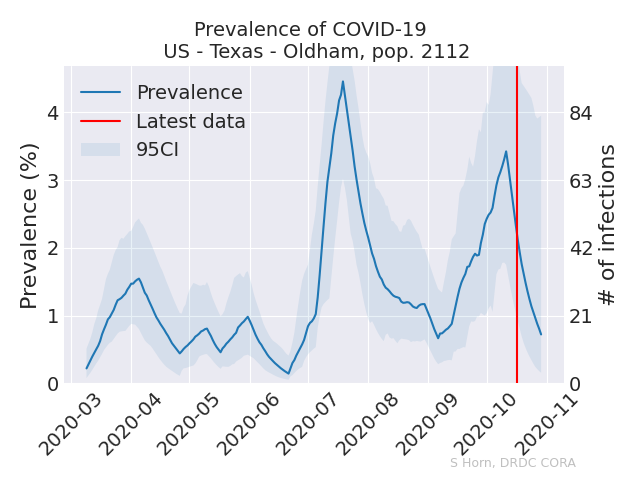 Prevalence of COVID-19
US - Texas - Oldham, pop. 2112
Prevalence
Latest data
95CI
Prevalence (%)
4
3
2
1
0
84
63
42
21
0
# of infections
2020-03
2020-04
2020-05
2020-06
2020-07
2020-08
2020-09
2020-10
2020-11
S Horn, DRDC CORA